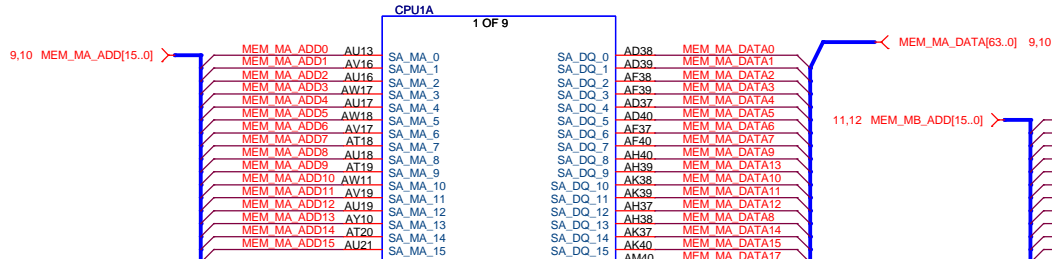 CPU1A
1 OF 9
9,10 MEM_MA_ADD[15..0]
MEM_MA_DATA[63..0] 9,10
11,12 MEM_MB_ADD[15..0]
MEM_MA_ADD0 AU13 SA_MA_0 SA_DQ_0 AD38 MEM_MA_DATA0
MEM_MA_ADD1 AV16 SA_MA_1 SA_DQ_1 AD39 MEM_MA_DATA1
MEM_MA_ADD2 AU16 SA_MA_2 SA_DQ_2 AF38 MEM_MA_DATA2
MEM_MA_ADD3 AW17 SA_MA_3 SA_DQ_3 AF39 MEM_MA_DATA3
MEM_MA_ADD4 AU17 SA_MA_4 SA_DQ_4 AD37 MEM_MA_DATA4
MEM_MA_ADD5 AW18 SA_MA_5 SA_DQ_5 AD40 MEM_MA_DATA5
MEM_MA_ADD6 AV17 SA_MA_6 SA_DQ_6 AF37 MEM_MA_DATA6
MEM_MA_ADD7 AT18 SA_MA_7 SA_DQ_7 AF40 MEM_MA_DATA7
MEM_MA_ADD8 AU18 SA_MA_8 SA_DQ_8 AH40 MEM_MA_DATA9
MEM_MA_ADD9 AT19 SA_MA_9 SA_DQ_9 AH39 MEM_MA_DATA13
MEM_MA_ADD10 AW11 SA_MA_10 SA_DQ_10 AK38 MEM_MA_DATA10
MEM_MA_ADD11 AV19 SA_MA_11 SA_DQ_11 AK39 MEM_MA_DATA11
MEM_MA_ADD12 AU19 SA_MA_12 SA_DQ_12 AH37 MEM_MA_DATA12
MEM_MA_ADD13 AY10 SA_MA_13 SA_DQ_13 AH38 MEM_MA_DATA8
MEM_MA_ADD14 AT20 SA_MA_14 SA_DQ_14 AK37 MEM_MA_DATA14
MEM_MA_ADD15 AU21 SA_MA_15 SA_DQ_15 AK40 MEM_MA_DATA15
AM40 MEM_MA_DATA17